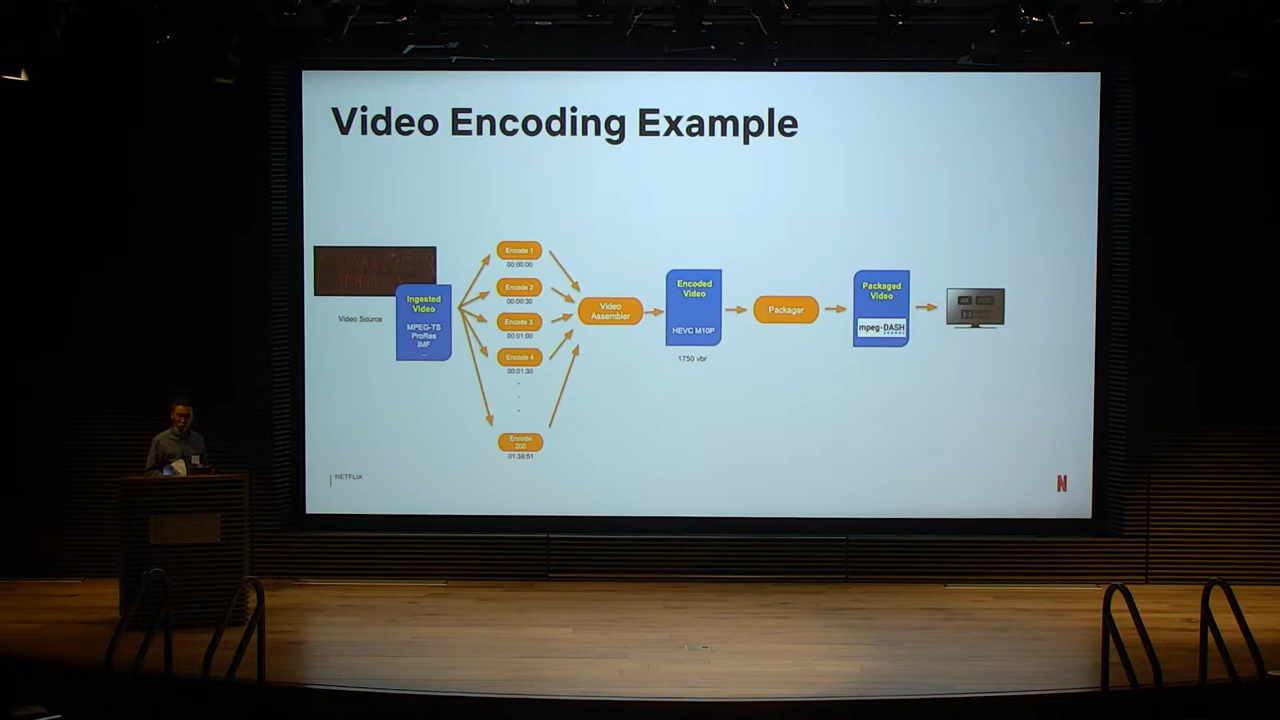 Video Encoding Example
Video Source
Ingested
Video
MPEG-TS
ProRes
IMF
...
Encode 1
00:00:00
Encode 2
00:00:30
Encode 3
00:01:00
Encode 4
00:01:30
Encode
200
01:39:51
Video
Assembler
Encoded
Video
HEVC M10P
1750 vbr
Packager
Packaged
Video
mpeg-DASH
4K
NETFLIX
N